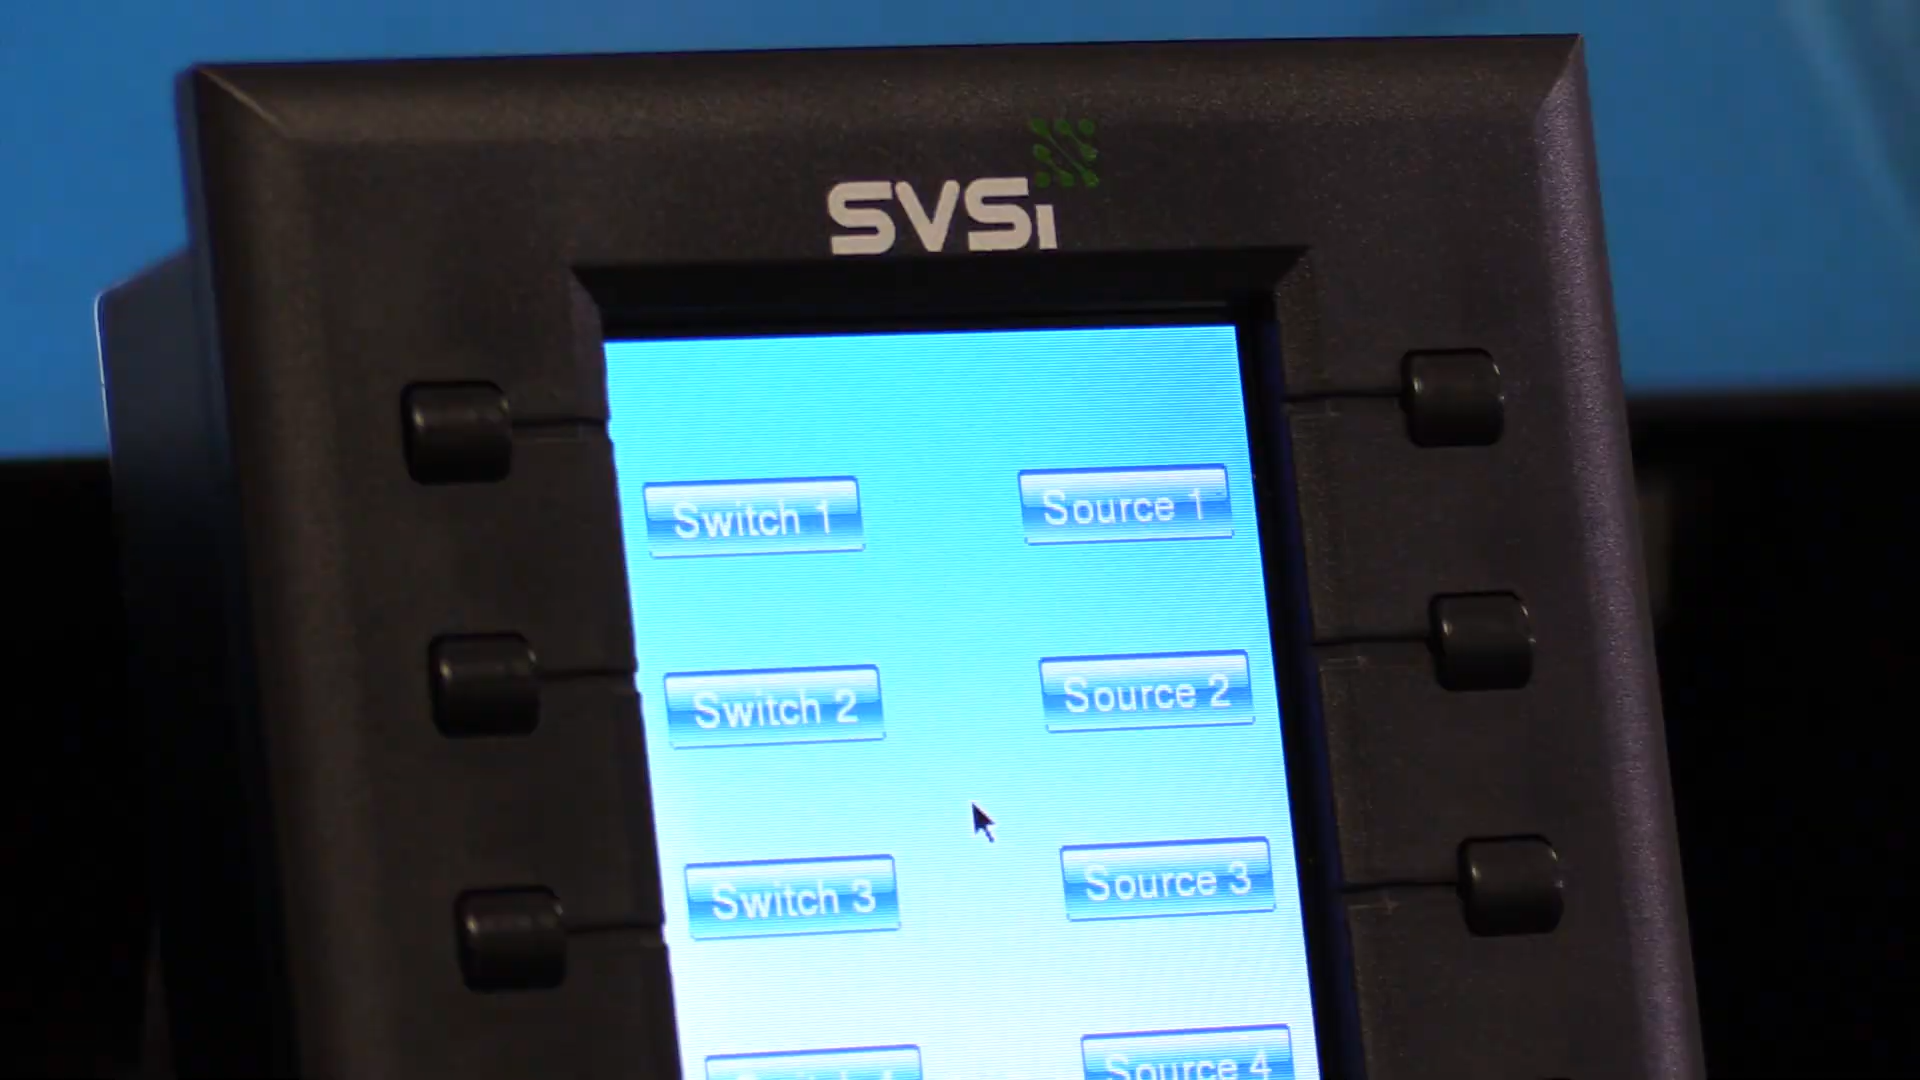 SVSi
Switch 1
Source 1
Switch 2
Source 2
Switch 3
Source 3
Source 4